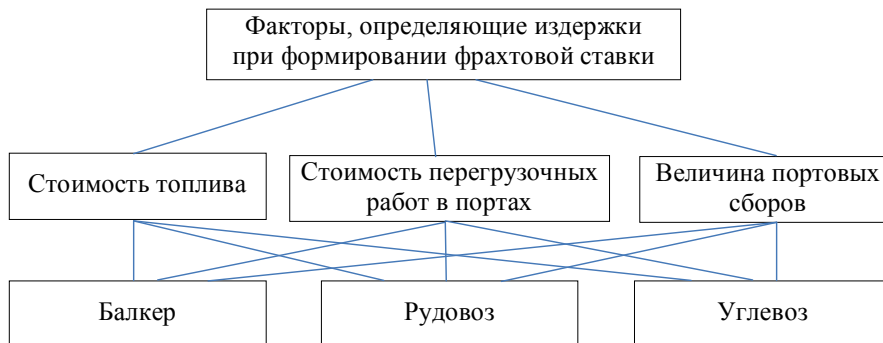 Факторы, определяющие издержки
при формировании фрахтовой ставки
Стоимость топлива
Стоимость перегрузочных
работ в портах
Величина портовых
сборов
Балкер
Рудовоз
Углевоз